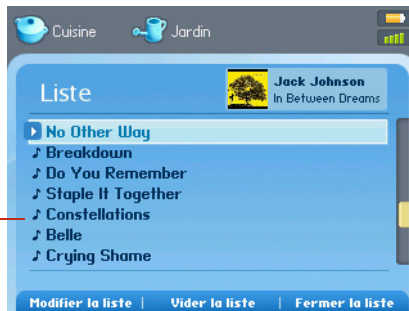 Cuisine Jardin
Liste
Jack Johnson
In Between Dreams
No Other Way
Breakdown
Do You Remember
Staple It Together
Constellations
Belle
Crying Shame
Modifier la liste | Vider la liste | Fermer la liste